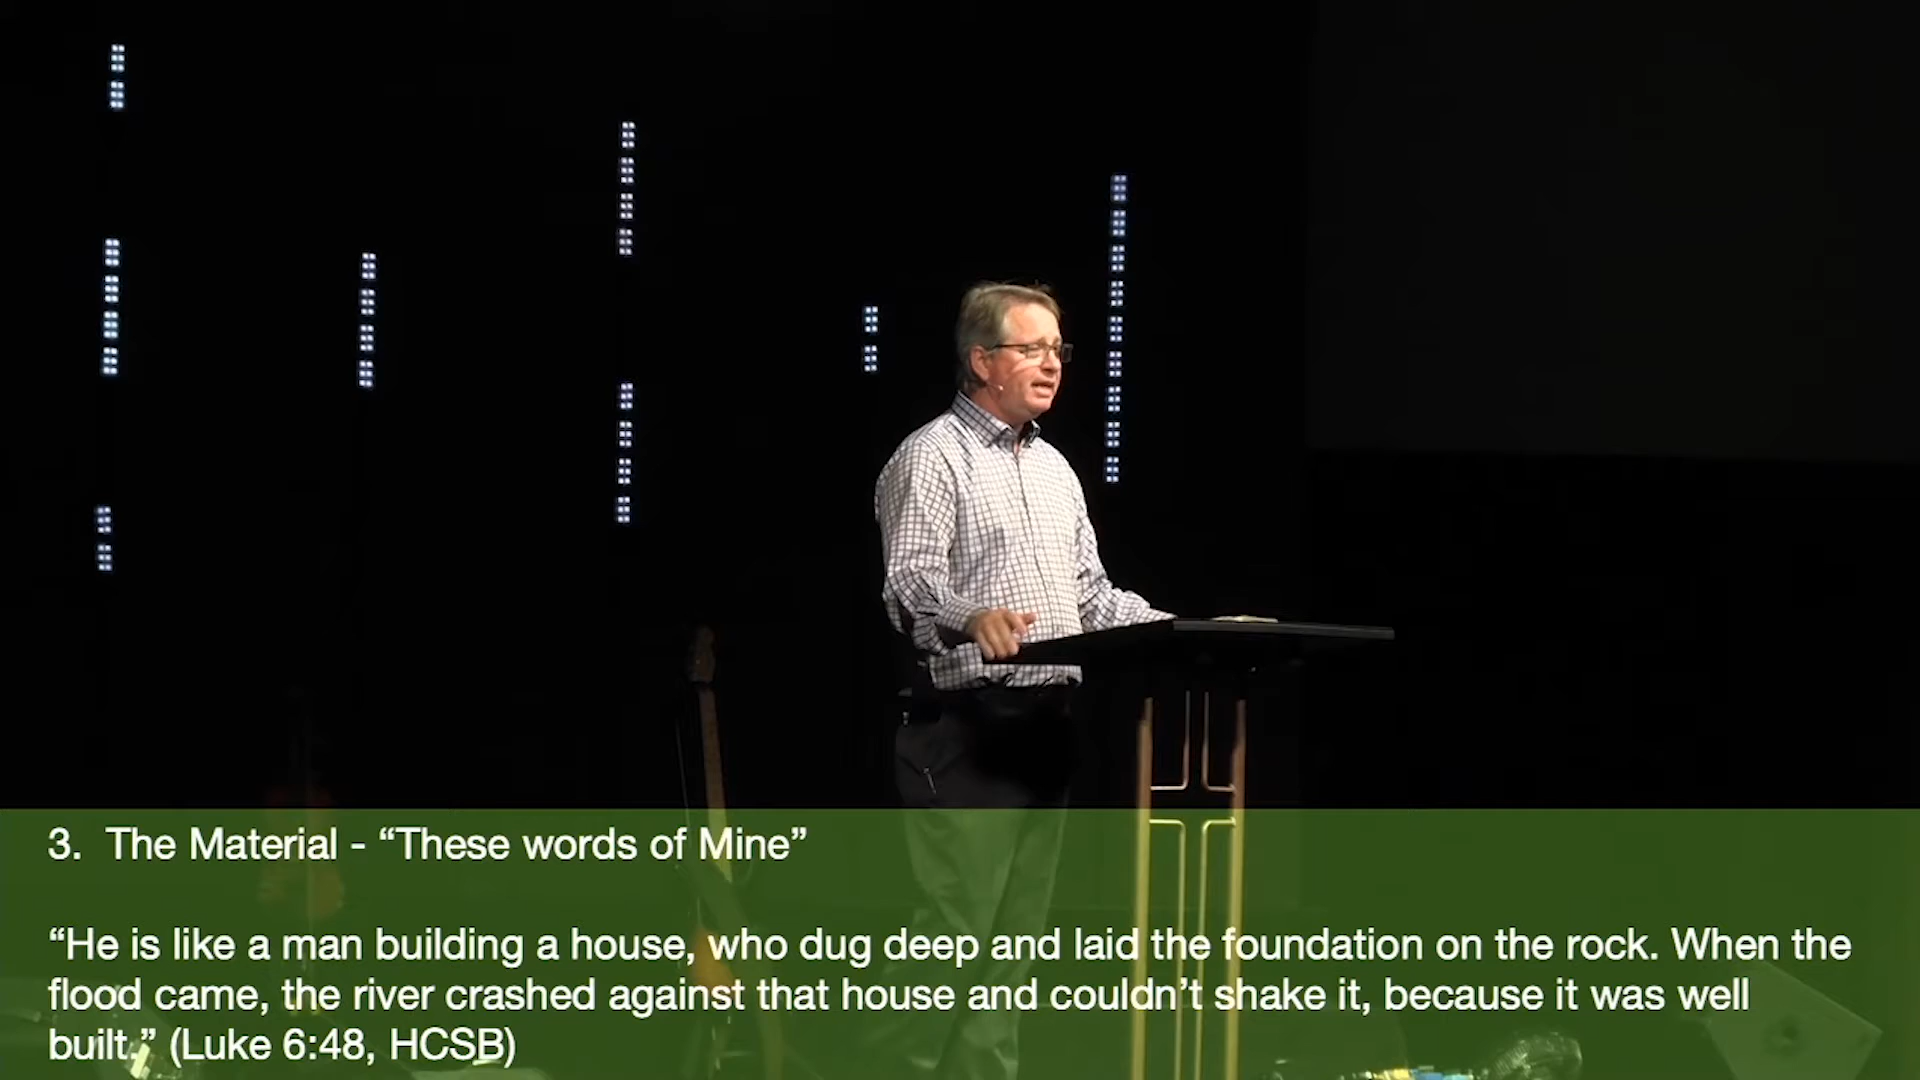 3. The Material - “These words of Mine”
“He is like a man building a house, who dug deep and laid the foundation on the rock. When the
flood came, the river crashed against that house and couldn’t shake it, because it was well
built.” (Luke 6:48, HCSB)